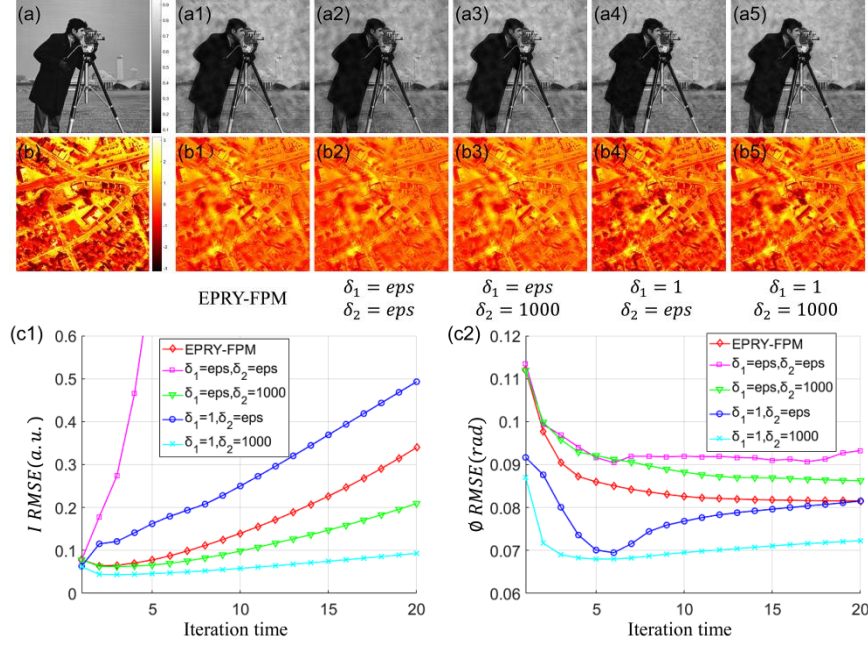 (a) (a1) (a2) (a3) (a4) (a5)
(b) (b1) (b2) (b3) (b4) (b5)
EPRY-FPM
δ₁ = eps
δ₂ = eps
δ₁ = eps
δ₂ = 1000
δ₁ = 1
δ₂ = eps
δ₁ = 1
δ₂ = 1000
(c1)
0.6
0.5
0.4
0.3
0.2
0.1
0
I RMSE(a.u.)
EPRY-FPM
δ₁=eps,δ₂=eps
δ₁=eps,δ₂=1000
δ₁=1,δ₂=eps
δ₁=1,δ₂=1000
5 10 15 20
Iteration time
(c2)
0.12
0.11
0.1
0.09
0.08
0.07
0.06
Ø RMSE(rad)
EPRY-FPM
δ₁=eps,δ₂=eps
δ₁=eps,δ₂=1000
δ₁=1,δ₂=eps
δ₁=1,δ₂=1000
5 10 15 20
Iteration time